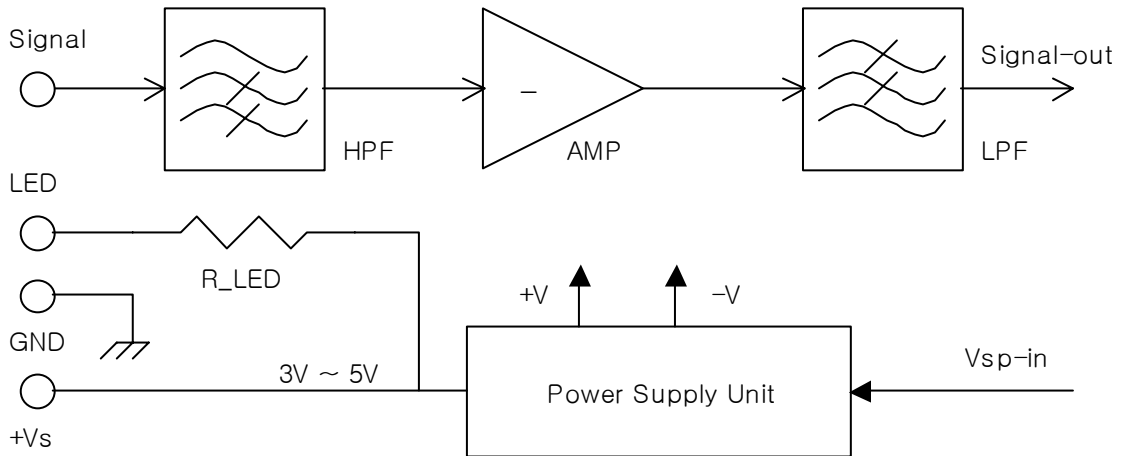 Signal
Signal-out
HPF
–
AMP
LPF
LED
R_LED
+V
-V
GND
3V ~ 5V
Vsp-in
Power Supply Unit
+Vs